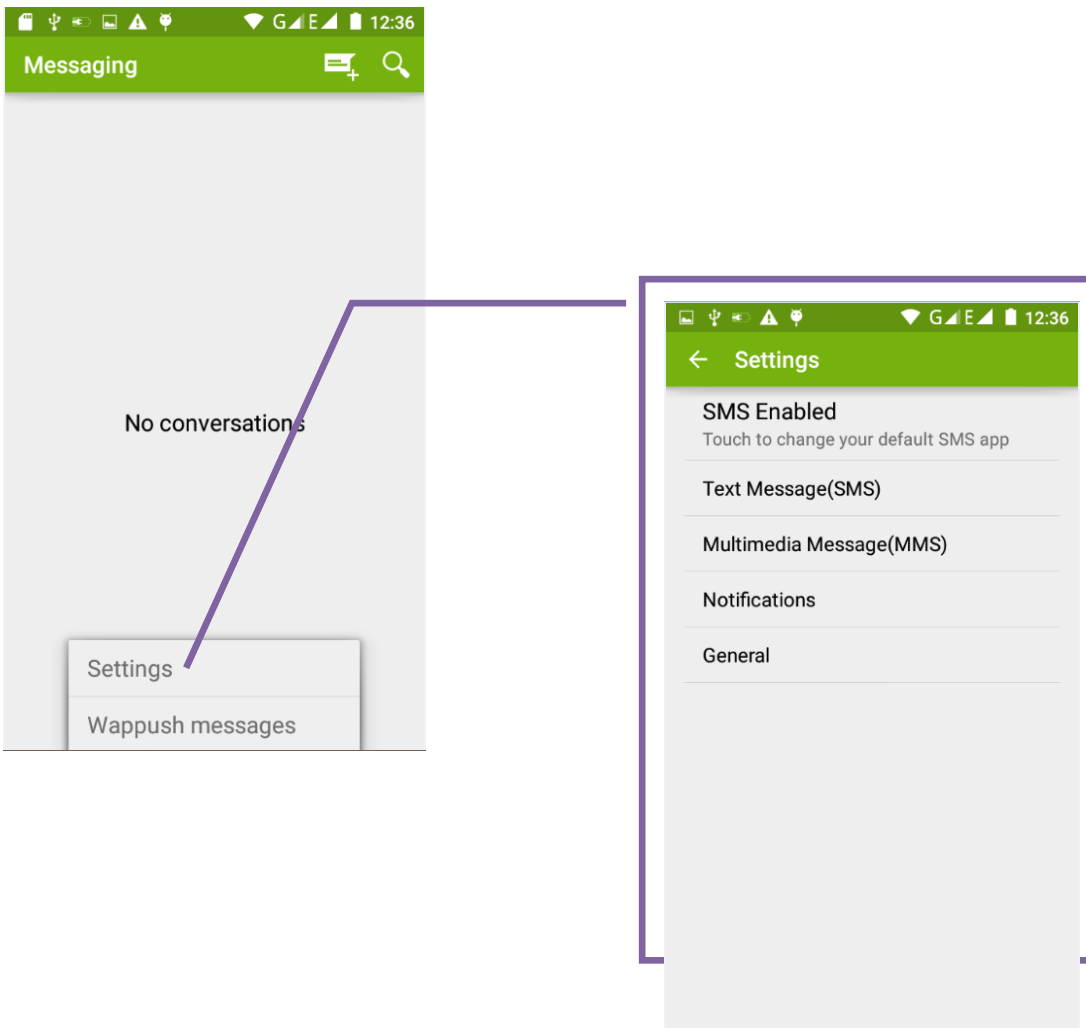 G E 12:36
Messaging
No conversations
Settings
Wappush messages
G E 12:36
Settings
SMS Enabled
Touch to change your default SMS app
Text Message(SMS)
Multimedia Message(MMS)
Notifications
General